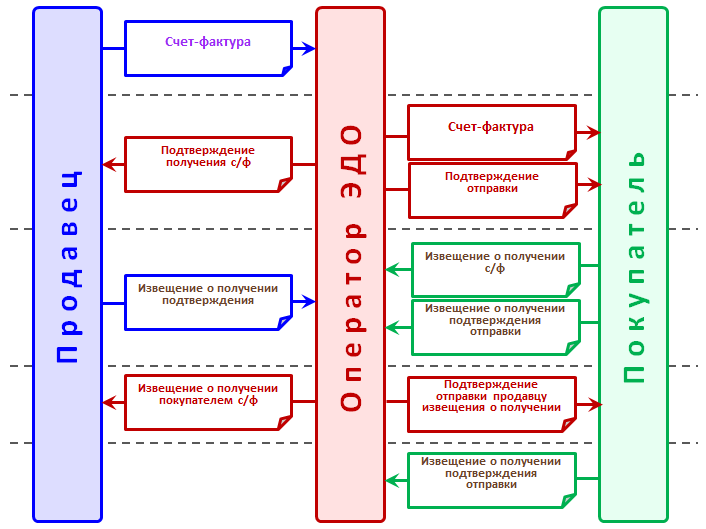 Продавец
Оператор ЭДО
Покупатель
Счет-фактура
Счет-фактура
Подтверждение
получения с/ф
Подтверждение
отправки
Извещение о получении
с/ф
Извещение о получении
подтверждения
Извещение о получении
подтверждения
отправки
Извещение о получении
покупателем с/ф
Подтверждение
отправки продавцу
извещения о получении
Извещение о получении
подтверждения
отправки